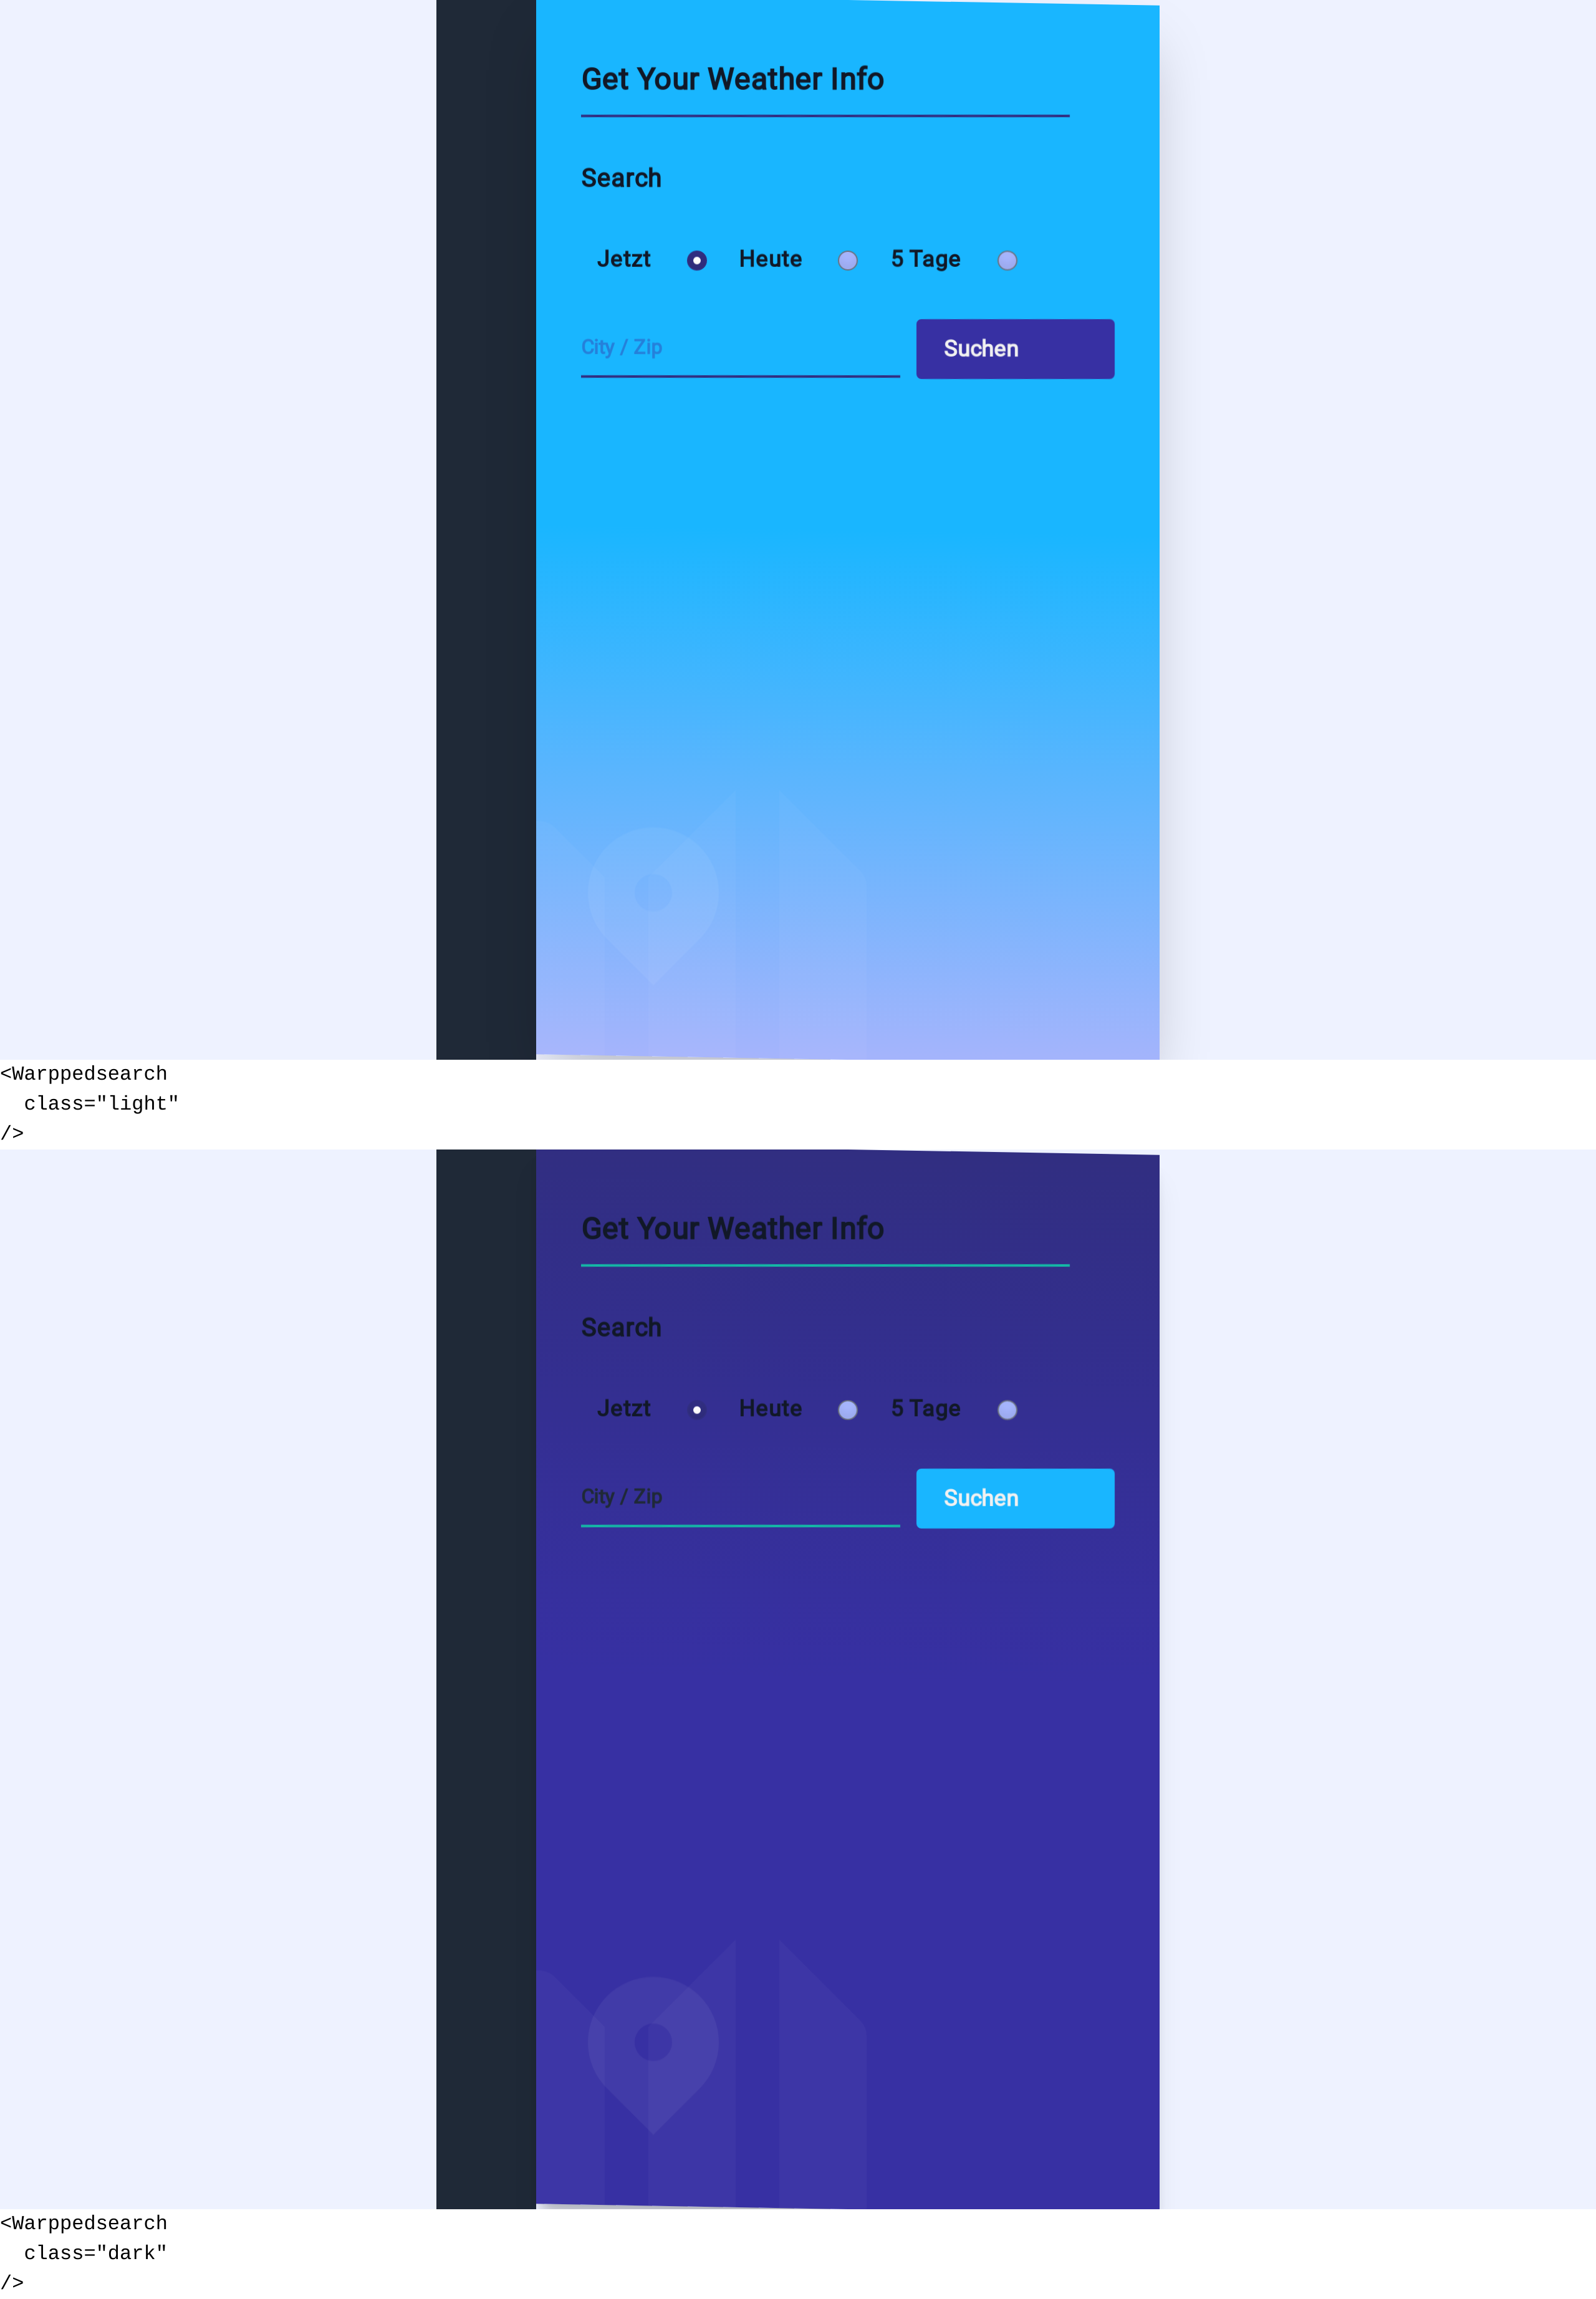 Get Your Weather Info
Search
Jetzt Heute 5 Tage
City / Zip Suchen
<Warppedsearch
  class="light"
/>
Get Your Weather Info
Search
Jetzt Heute 5 Tage
City / Zip Suchen
<Warppedsearch
  class="dark"
/>